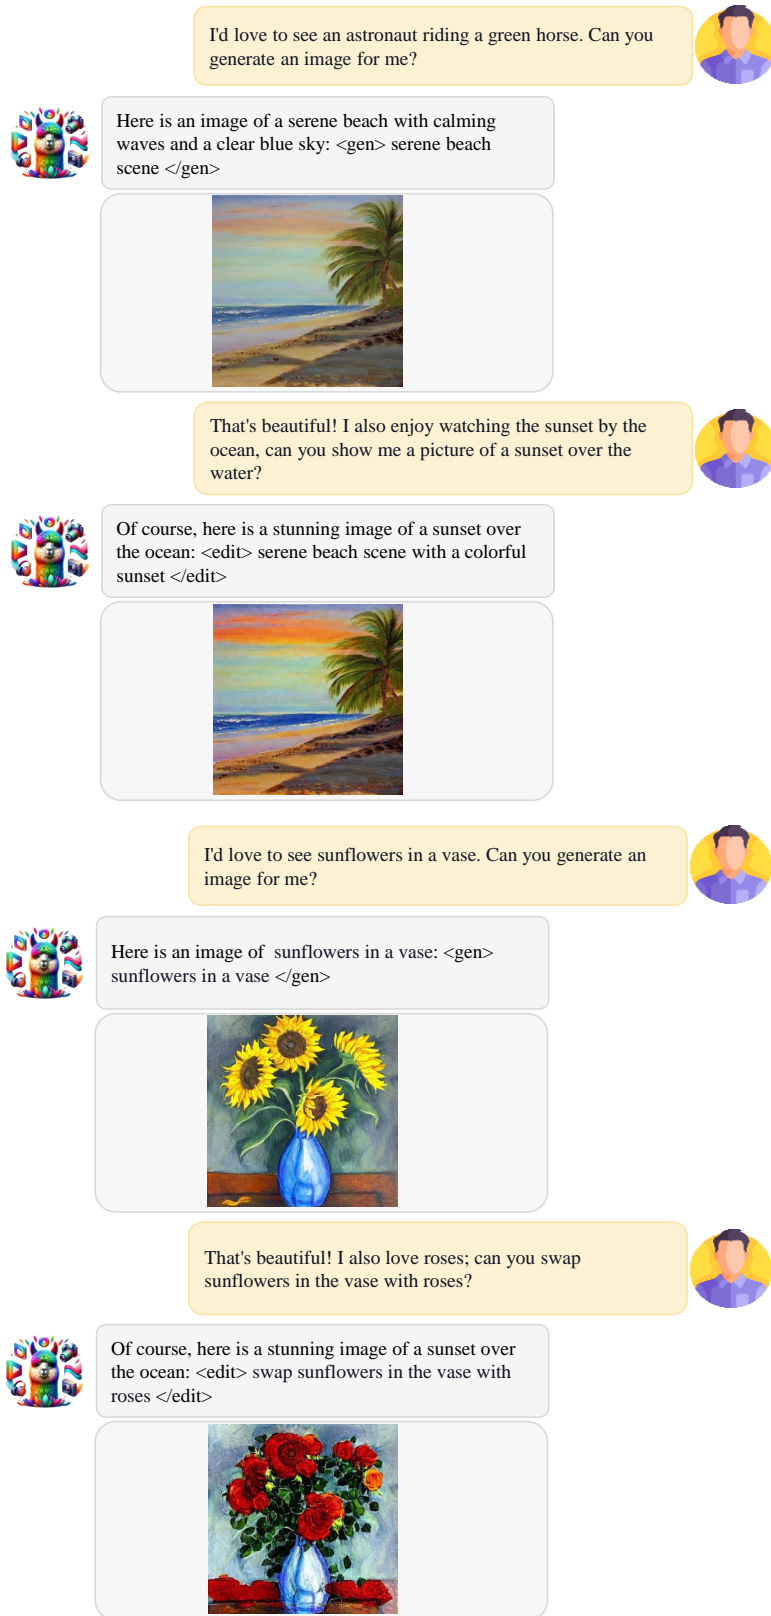 I'd love to see an astronaut riding a green horse. Can you
generate an image for me?
Here is an image of a serene beach with calming
waves and a clear blue sky: <gen> serene beach
scene </gen>
That's beautiful! I also enjoy watching the sunset by the
ocean, can you show me a picture of a sunset over the
water?
Of course, here is a stunning image of a sunset over
the ocean: <edit> serene beach scene with a colorful
sunset </edit>
I'd love to see sunflowers in a vase. Can you generate an
image for me?
Here is an image of  sunflowers in a vase: <gen>
sunflowers in a vase </gen>
That's beautiful! I also love roses; can you swap
sunflowers in the vase with roses?
Of course, here is a stunning image of a sunset over
the ocean: <edit> swap sunflowers in the vase with
roses </edit>